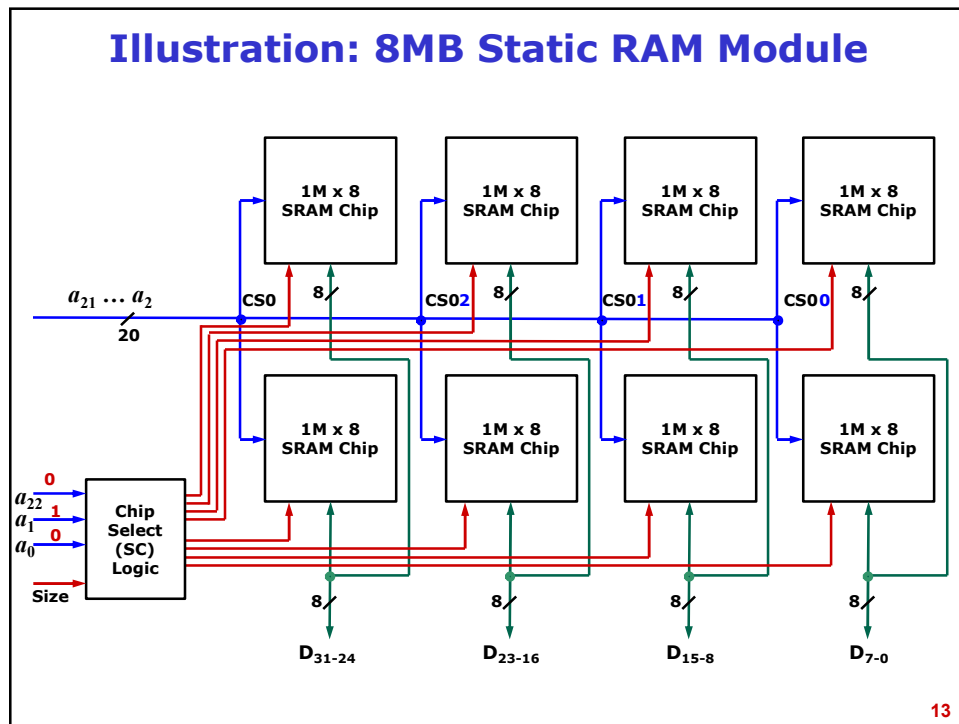 Illustration: 8MB Static RAM Module
1M x 8
SRAM Chip
1M x 8
SRAM Chip
1M x 8
SRAM Chip
1M x 8
SRAM Chip
a21 … a2
20
CS0
8
CS02
8
CS01
8
CS00
8
1M x 8
SRAM Chip
1M x 8
SRAM Chip
1M x 8
SRAM Chip
1M x 8
SRAM Chip
0
a22
1
a1
0
a0
Size
Chip
Select
(SC)
Logic
8
8
8
8
D31-24
D23-16
D15-8
D7-0
13